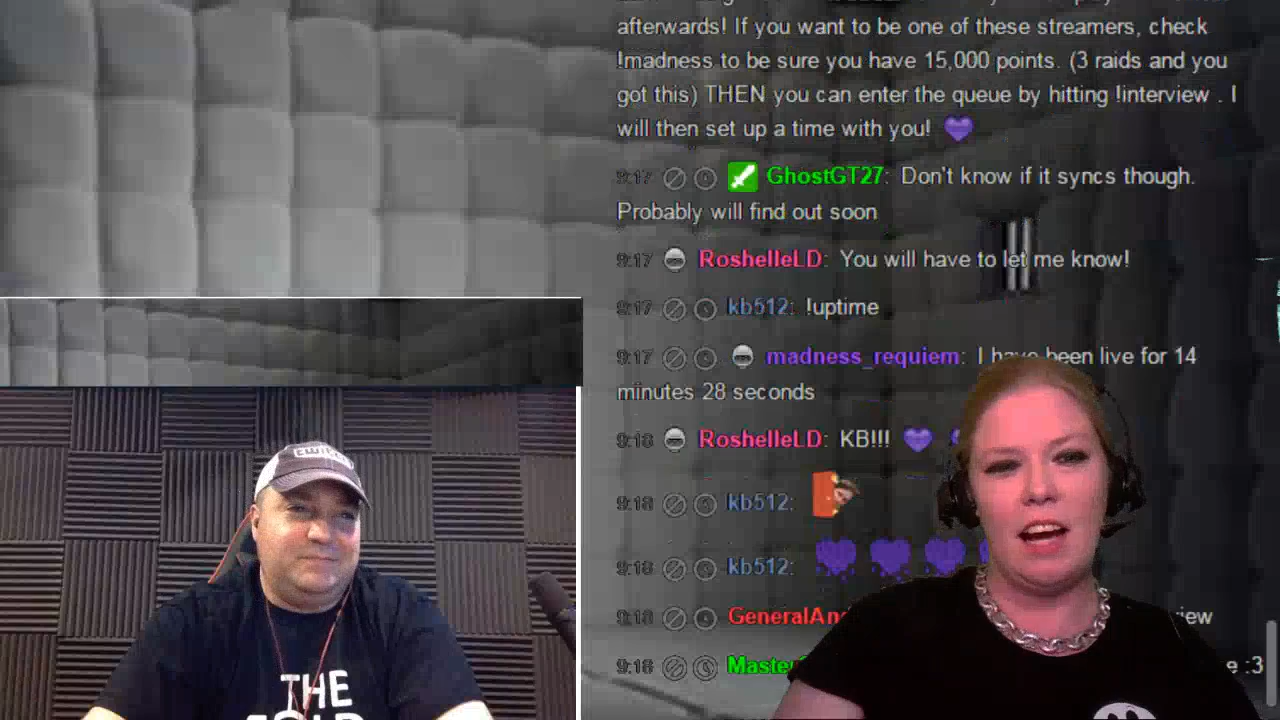 afterwards! If you want to be one of these streamers, check
!madness to be sure you have 15,000 points. (3 raids and you
got this) THEN you can enter the queue by hitting !interview . I
will then set up a time with you!
9:17 GhostGT27: Don't know if it syncs though.
Probably will find out soon
9:17 RoshelleLD: You will have to let me know!
9:17 kb512: !uptime
9:17 madness_requiem: I have been live for 14
minutes 28 seconds
9:18 RoshelleLD: KB!!!
9:18 kb512:
9:18 kb512:
9:18 GeneralAn
9:18 Master :3
THE